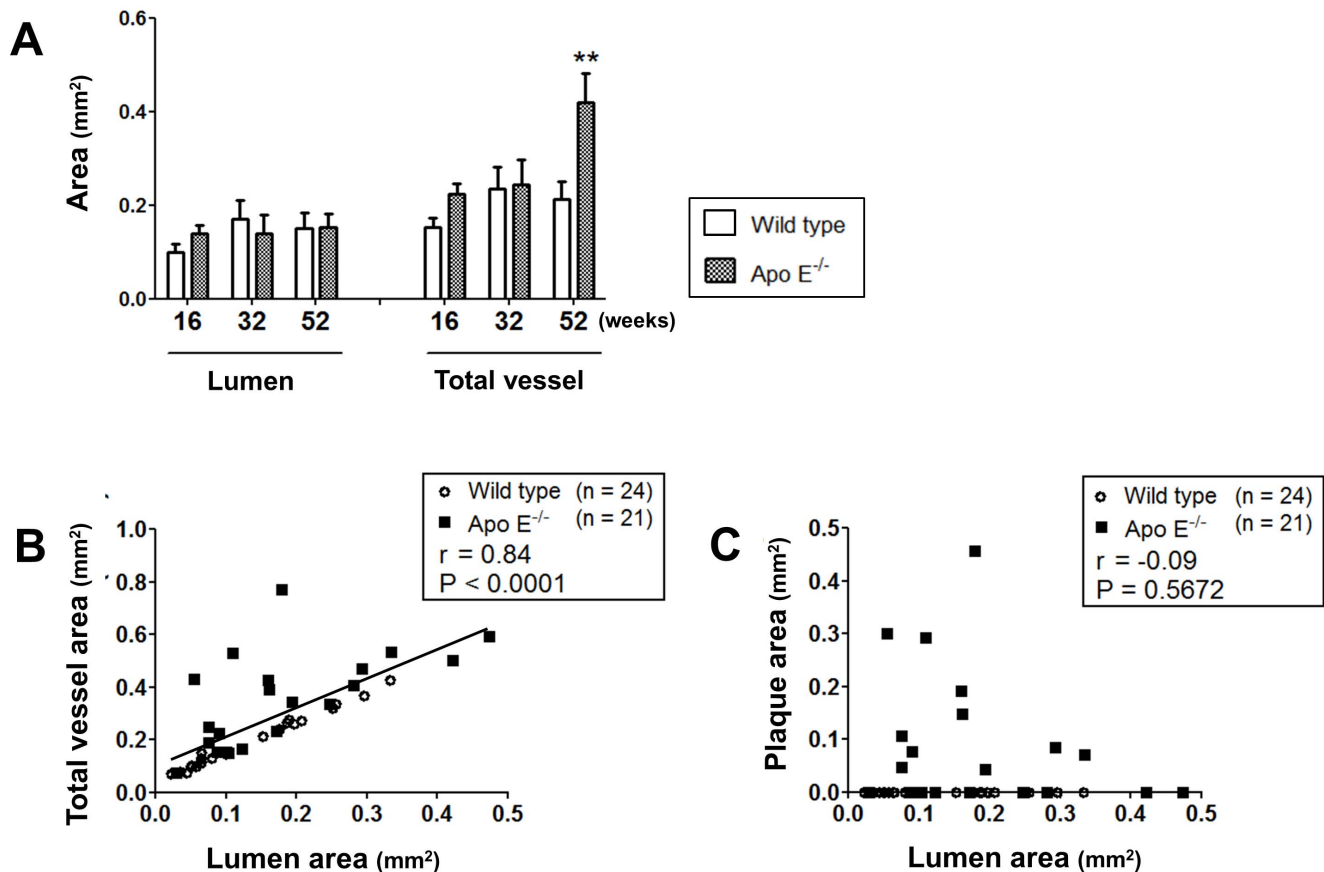 A
Area (mm²)
0.6
0.4
0.2
0.0
**
16 32 52 16 32 52 (weeks)
Lumen Total vessel
Wild type
Apo E⁻/⁻
B
Total vessel area (mm²)
1.0
0.8
0.6
0.4
0.2
0.0
0.0 0.1 0.2 0.3 0.4 0.5
Lumen area (mm²)
Wild type (n = 24)
Apo E⁻/⁻ (n = 21)
r = 0.84
P < 0.0001
C
Plaque area (mm²)
0.5
0.4
0.3
0.2
0.1
0.0
0.0 0.1 0.2 0.3 0.4 0.5
Lumen area (mm²)
Wild type (n = 24)
Apo E⁻/⁻ (n = 21)
r = -0.09
P = 0.5672